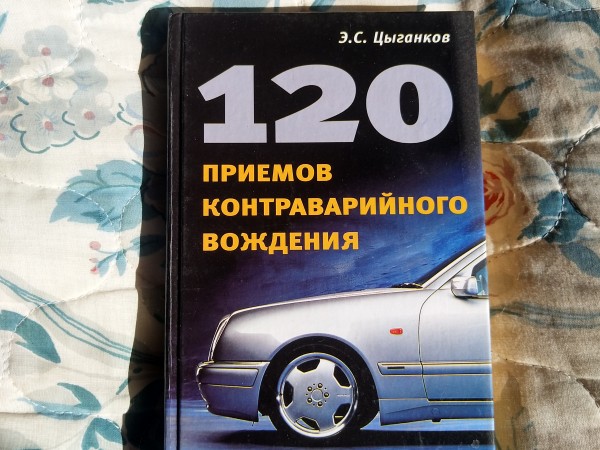 Э.С. Цыганков
120
ПРИЕМОВ
КОНТРАВАРИЙНОГО
ВОЖДЕНИЯ